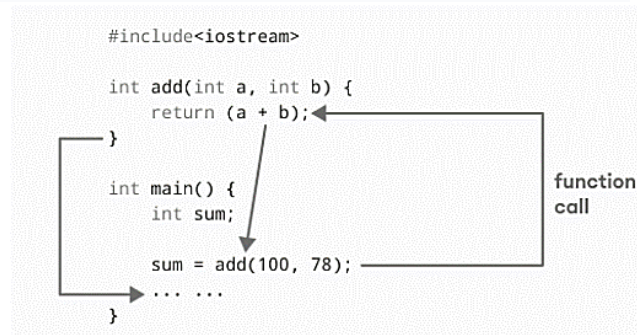 #include<iostream>
int add(int a, int b) {
return (a + b);
}
int main() {
int sum;
sum = add(100, 78);
... ...
}
function
call